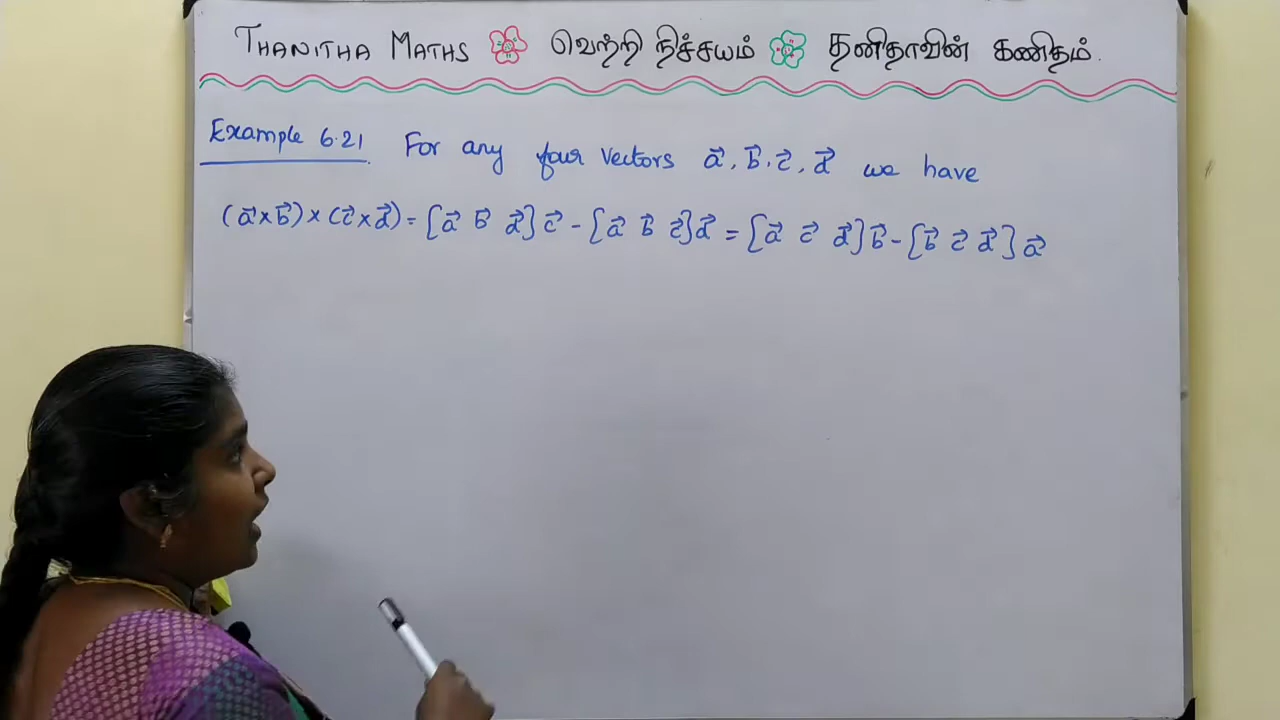 THANITHA MATHS வெற்றி நிச்சயம் தனிதாவின் கணிதம்.
Example 6.21 For any four vectors a⃗, b⃗, c⃗, d⃗ we have
(a⃗×b⃗)×(c⃗×d⃗) = [a⃗ b⃗ d⃗]c⃗ - [a⃗ b⃗ c⃗]d⃗ = [a⃗ c⃗ d⃗]b⃗ - [b⃗ c⃗ d⃗]a⃗